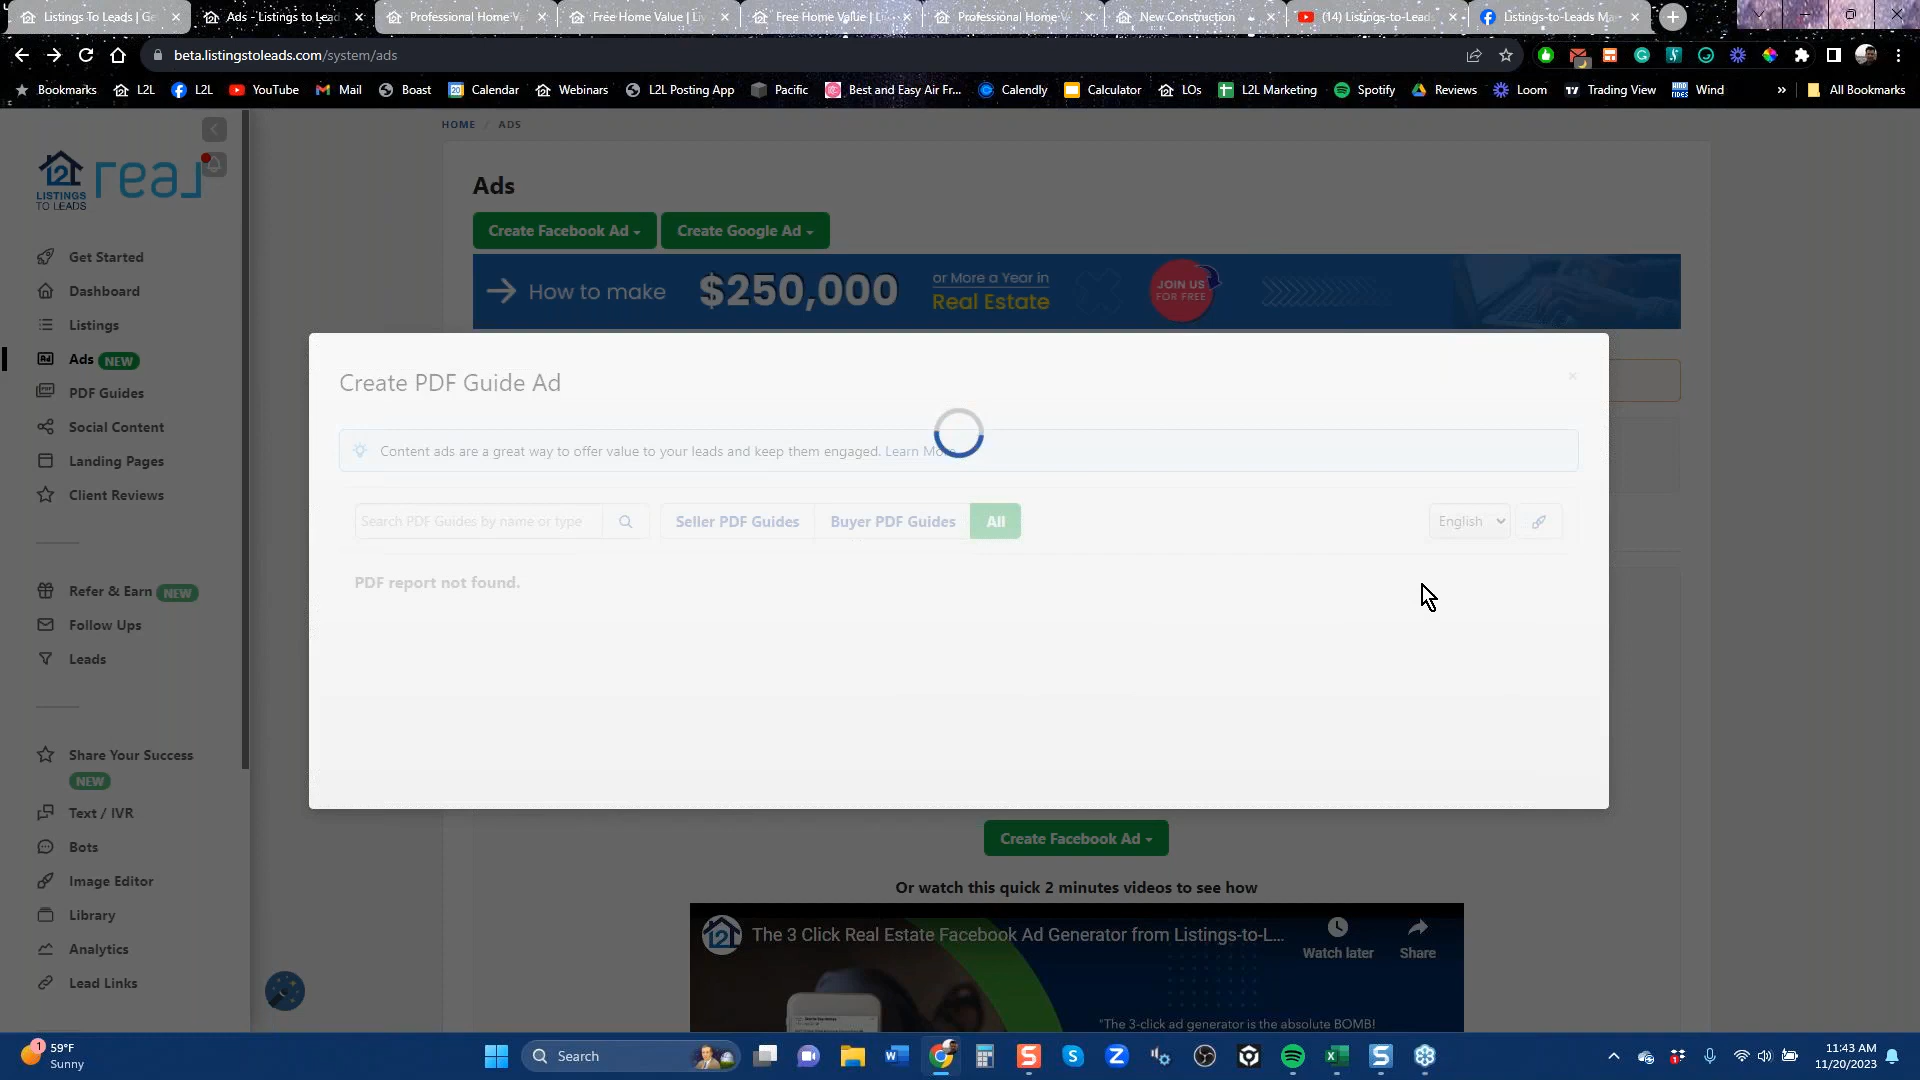 Listings To Leads | Ge
Ads - Listings to Lead
Professional Home V
Free Home Value | Li
Free Home Value | L
Professional Home V
New Construction
(14) Listings-to-Lead
Listings-to-Leads Ma
beta.listingstoleads.com/system/ads
Bookmarks
L2L
L2L
YouTube
Mail
Boast
Calendar
Webinars
L2L Posting App
Pacific
Best and Easy Air Fr...
Calendly
Calculator
LOs
L2L Marketing
Spotify
Reviews
Loom
Trading View
Wind
»
All Bookmarks
HOME / ADS
L2L real
LISTINGS
TO LEADS
Get Started
Dashboard
Listings
Ads NEW
PDF Guides
Social Content
Landing Pages
Client Reviews
Refer & Earn NEW
Follow Ups
Leads
Share Your Success
NEW
Text / IVR
Bots
Image Editor
Library
Analytics
Lead Links
Ads
Create Facebook Ad
Create Google Ad
How to make $250,000 or More a Year in
Real Estate
JOIN US
FOR FREE
Create PDF Guide Ad
×
Content ads are a great way to offer value to your leads and keep them engaged. Learn More
Search PDF Guides by name or type
Seller PDF Guides
Buyer PDF Guides
All
English
PDF report not found.
Create Facebook Ad
Or watch this quick 2 minutes videos to see how
The 3 Click Real Estate Facebook Ad Generator from Listings-to-L...
Watch later
Share
"The 3-click ad generator is the absolute BOMB!
1
59°F
Sunny
Search
11:43 AM
11/20/2023